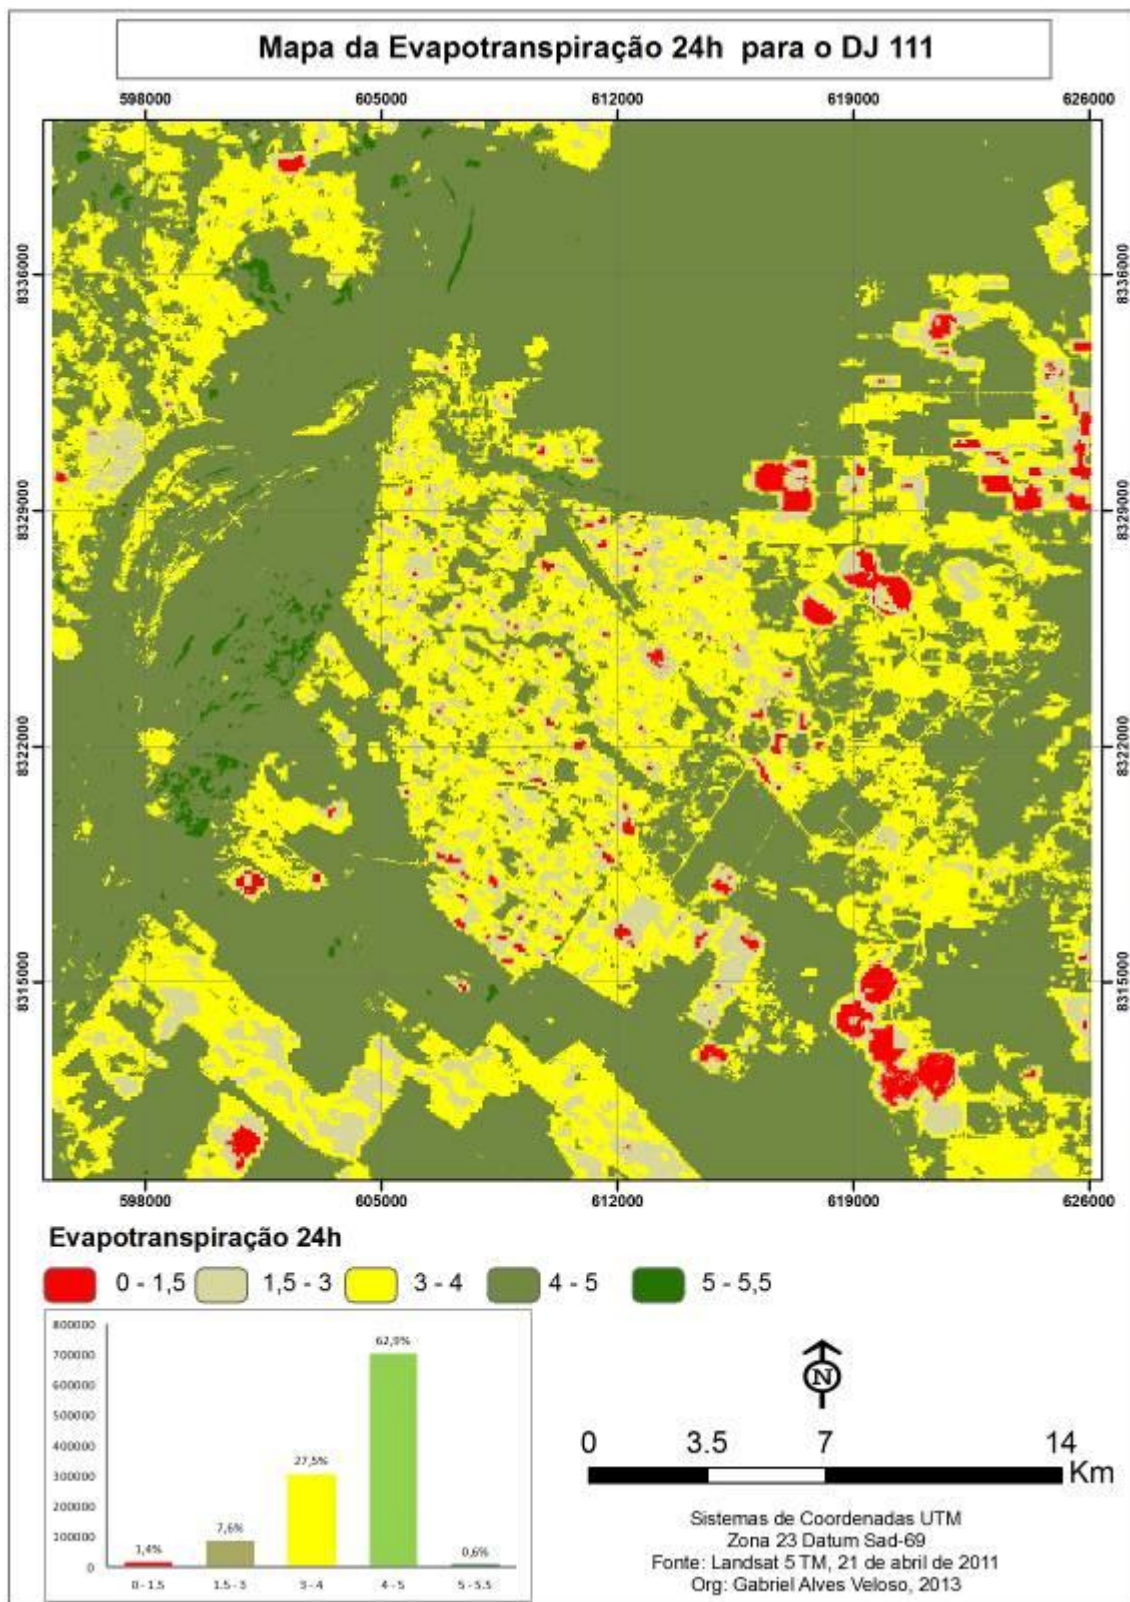 Mapa da Evapotranspiração 24h para o DJ 111
598000 605000 612000 619000 626000
8336000 8336000
8329000 8329000
8322000 8322000
8315000 8315000
598000 605000 612000 619000 626000
Evapotranspiração 24h
0 - 1,5 1,5 - 3 3 - 4 4 - 5 5 - 5,5
800000
700000
600000
500000
400000
300000
200000
100000
0
1,4%
7,6%
27,5%
62,9%
0,6%
0 - 1.5 1.5 - 3 3 - 4 4 - 5 5 - 5.5
N
0 3.5 7 14
Km
Sistemas de Coordenadas UTM
Zona 23 Datum Sad-69
Fonte: Landsat 5 TM, 21 de abril de 2011
Org: Gabriel Alves Veloso, 2013